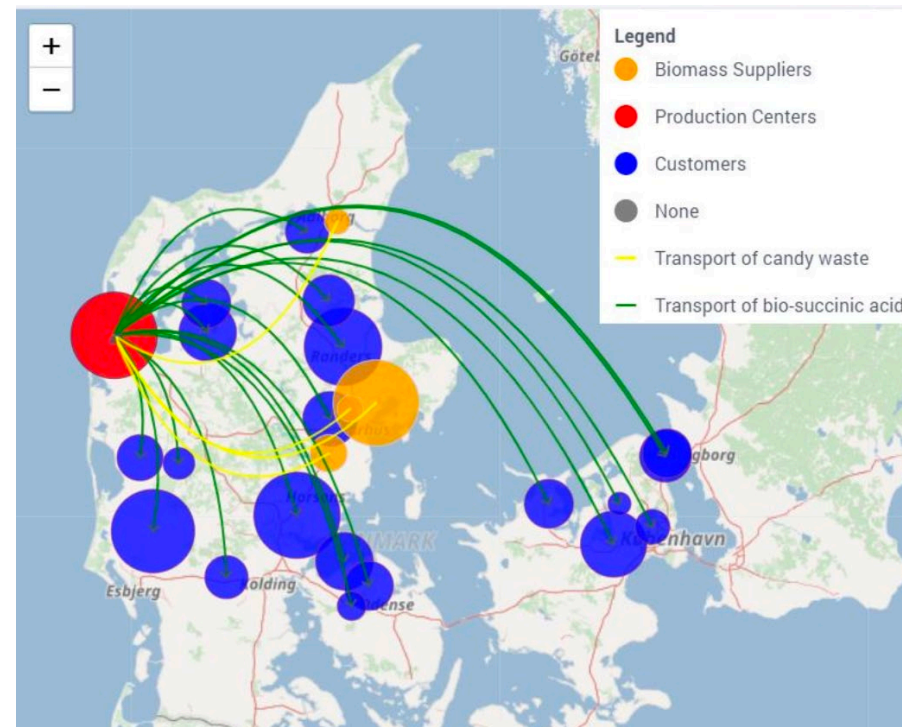 +
−
Legend
Biomass Suppliers
Production Centers
Customers
None
Transport of candy waste
Transport of bio-succinic acid
Göteb
Aalborg
Randers
Horsens
MARK
Esbjerg
Kolding
Odense
gborg
København